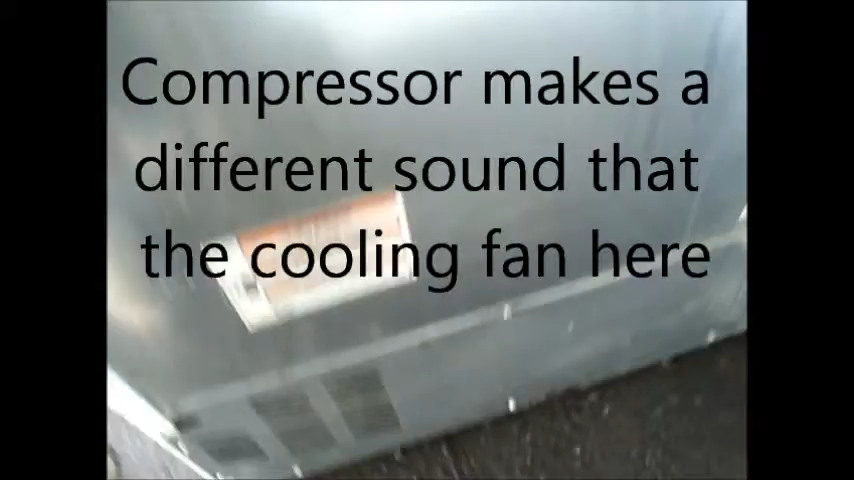 Compressor makes a
different sound that
the cooling fan here